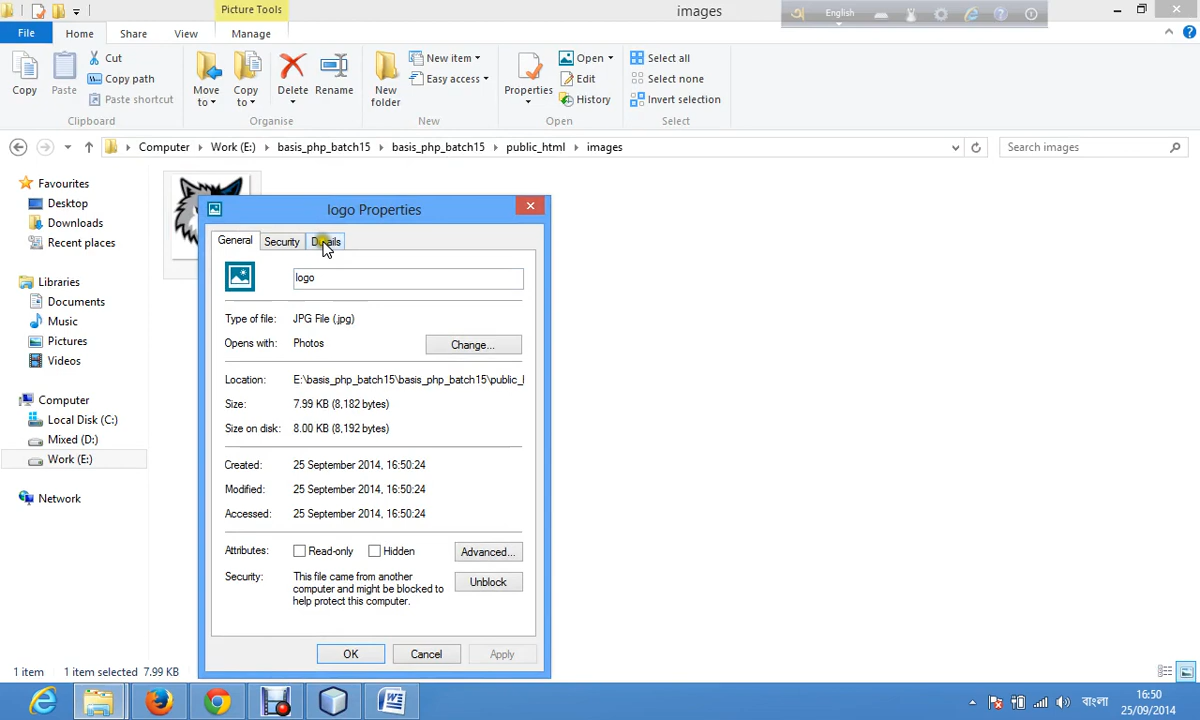 Picture Tools
images
English
File
Home
Share
View
Manage
Copy
Paste
Cut
Copy path
Paste shortcut
Clipboard
Move to
Copy to
Delete
Rename
Organise
New folder
New item
Easy access
New
Properties
Open
Edit
History
Open
Select all
Select none
Invert selection
Select
Computer
Work (E:)
basis_php_batch15
basis_php_batch15
public_html
images
Search images
Favourites
Desktop
Downloads
Recent places
Libraries
Documents
Music
Pictures
Videos
Computer
Local Disk (C:)
Mixed (D:)
Work (E:)
Network
logo Properties
General
Security
Details
logo
Type of file: JPG File (.jpg)
Opens with: Photos
Change...
Location: E:\basis_php_batch15\basis_php_batch15\public_l
Size: 7.99 KB (8,182 bytes)
Size on disk: 8.00 KB (8,192 bytes)
Created: 25 September 2014, 16:50:24
Modified: 25 September 2014, 16:50:24
Accessed: 25 September 2014, 16:50:24
Attributes: Read-only Hidden
Advanced...
Security: This file came from another
computer and might be blocked to
help protect this computer.
Unblock
OK
Cancel
Apply
1 item
1 item selected 7.99 KB
বাংলা
16:50
25/09/2014